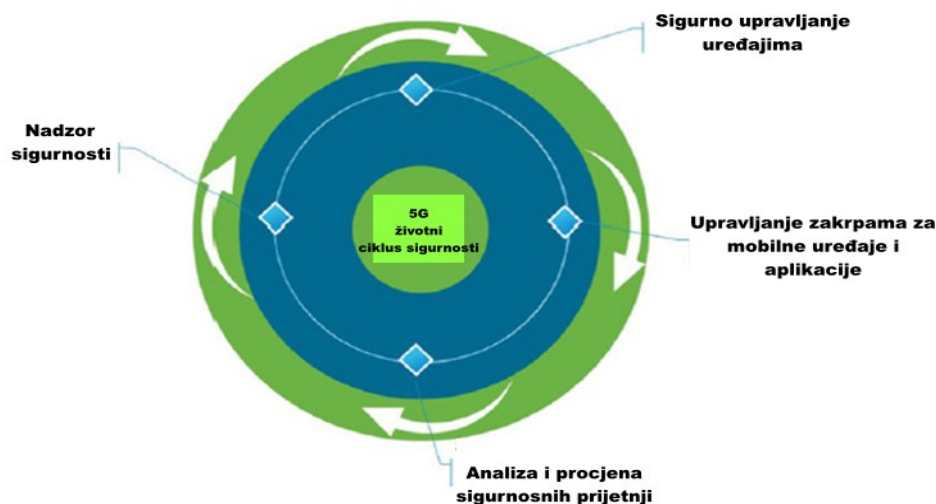 Sigurno upravljanje
uređajima
Nadzor
sigurnosti
5G
životni
ciklus sigurnosti
Upravljanje zakrpama za
mobilne uređaje i
aplikacije
Analiza i procjena
sigurnosnih prijetnji